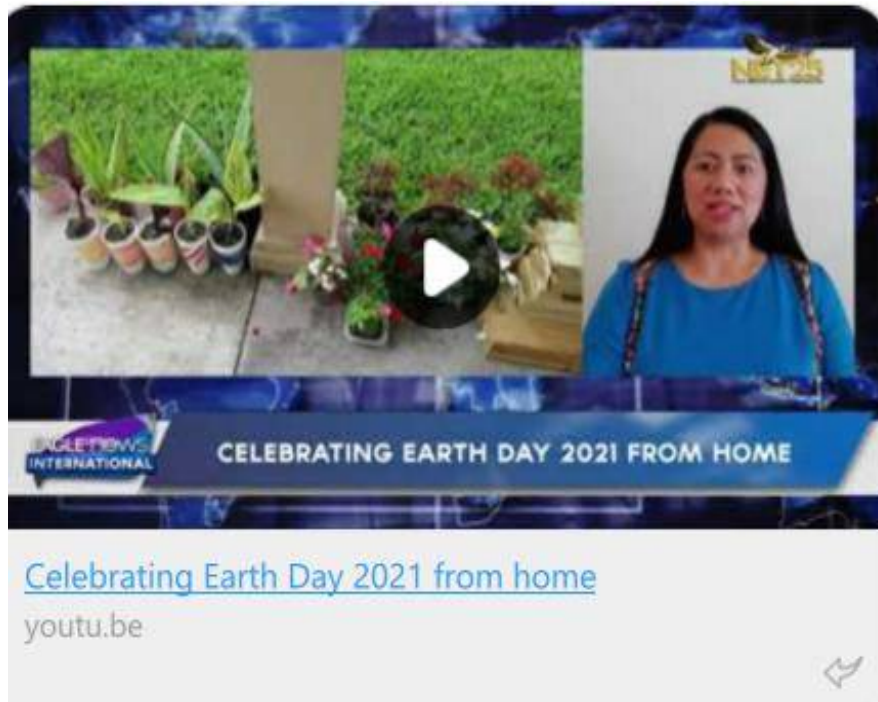 NET25
EAGLE NEWS
INTERNATIONAL
CELEBRATING EARTH DAY 2021 FROM HOME
Celebrating Earth Day 2021 from home
youtu.be